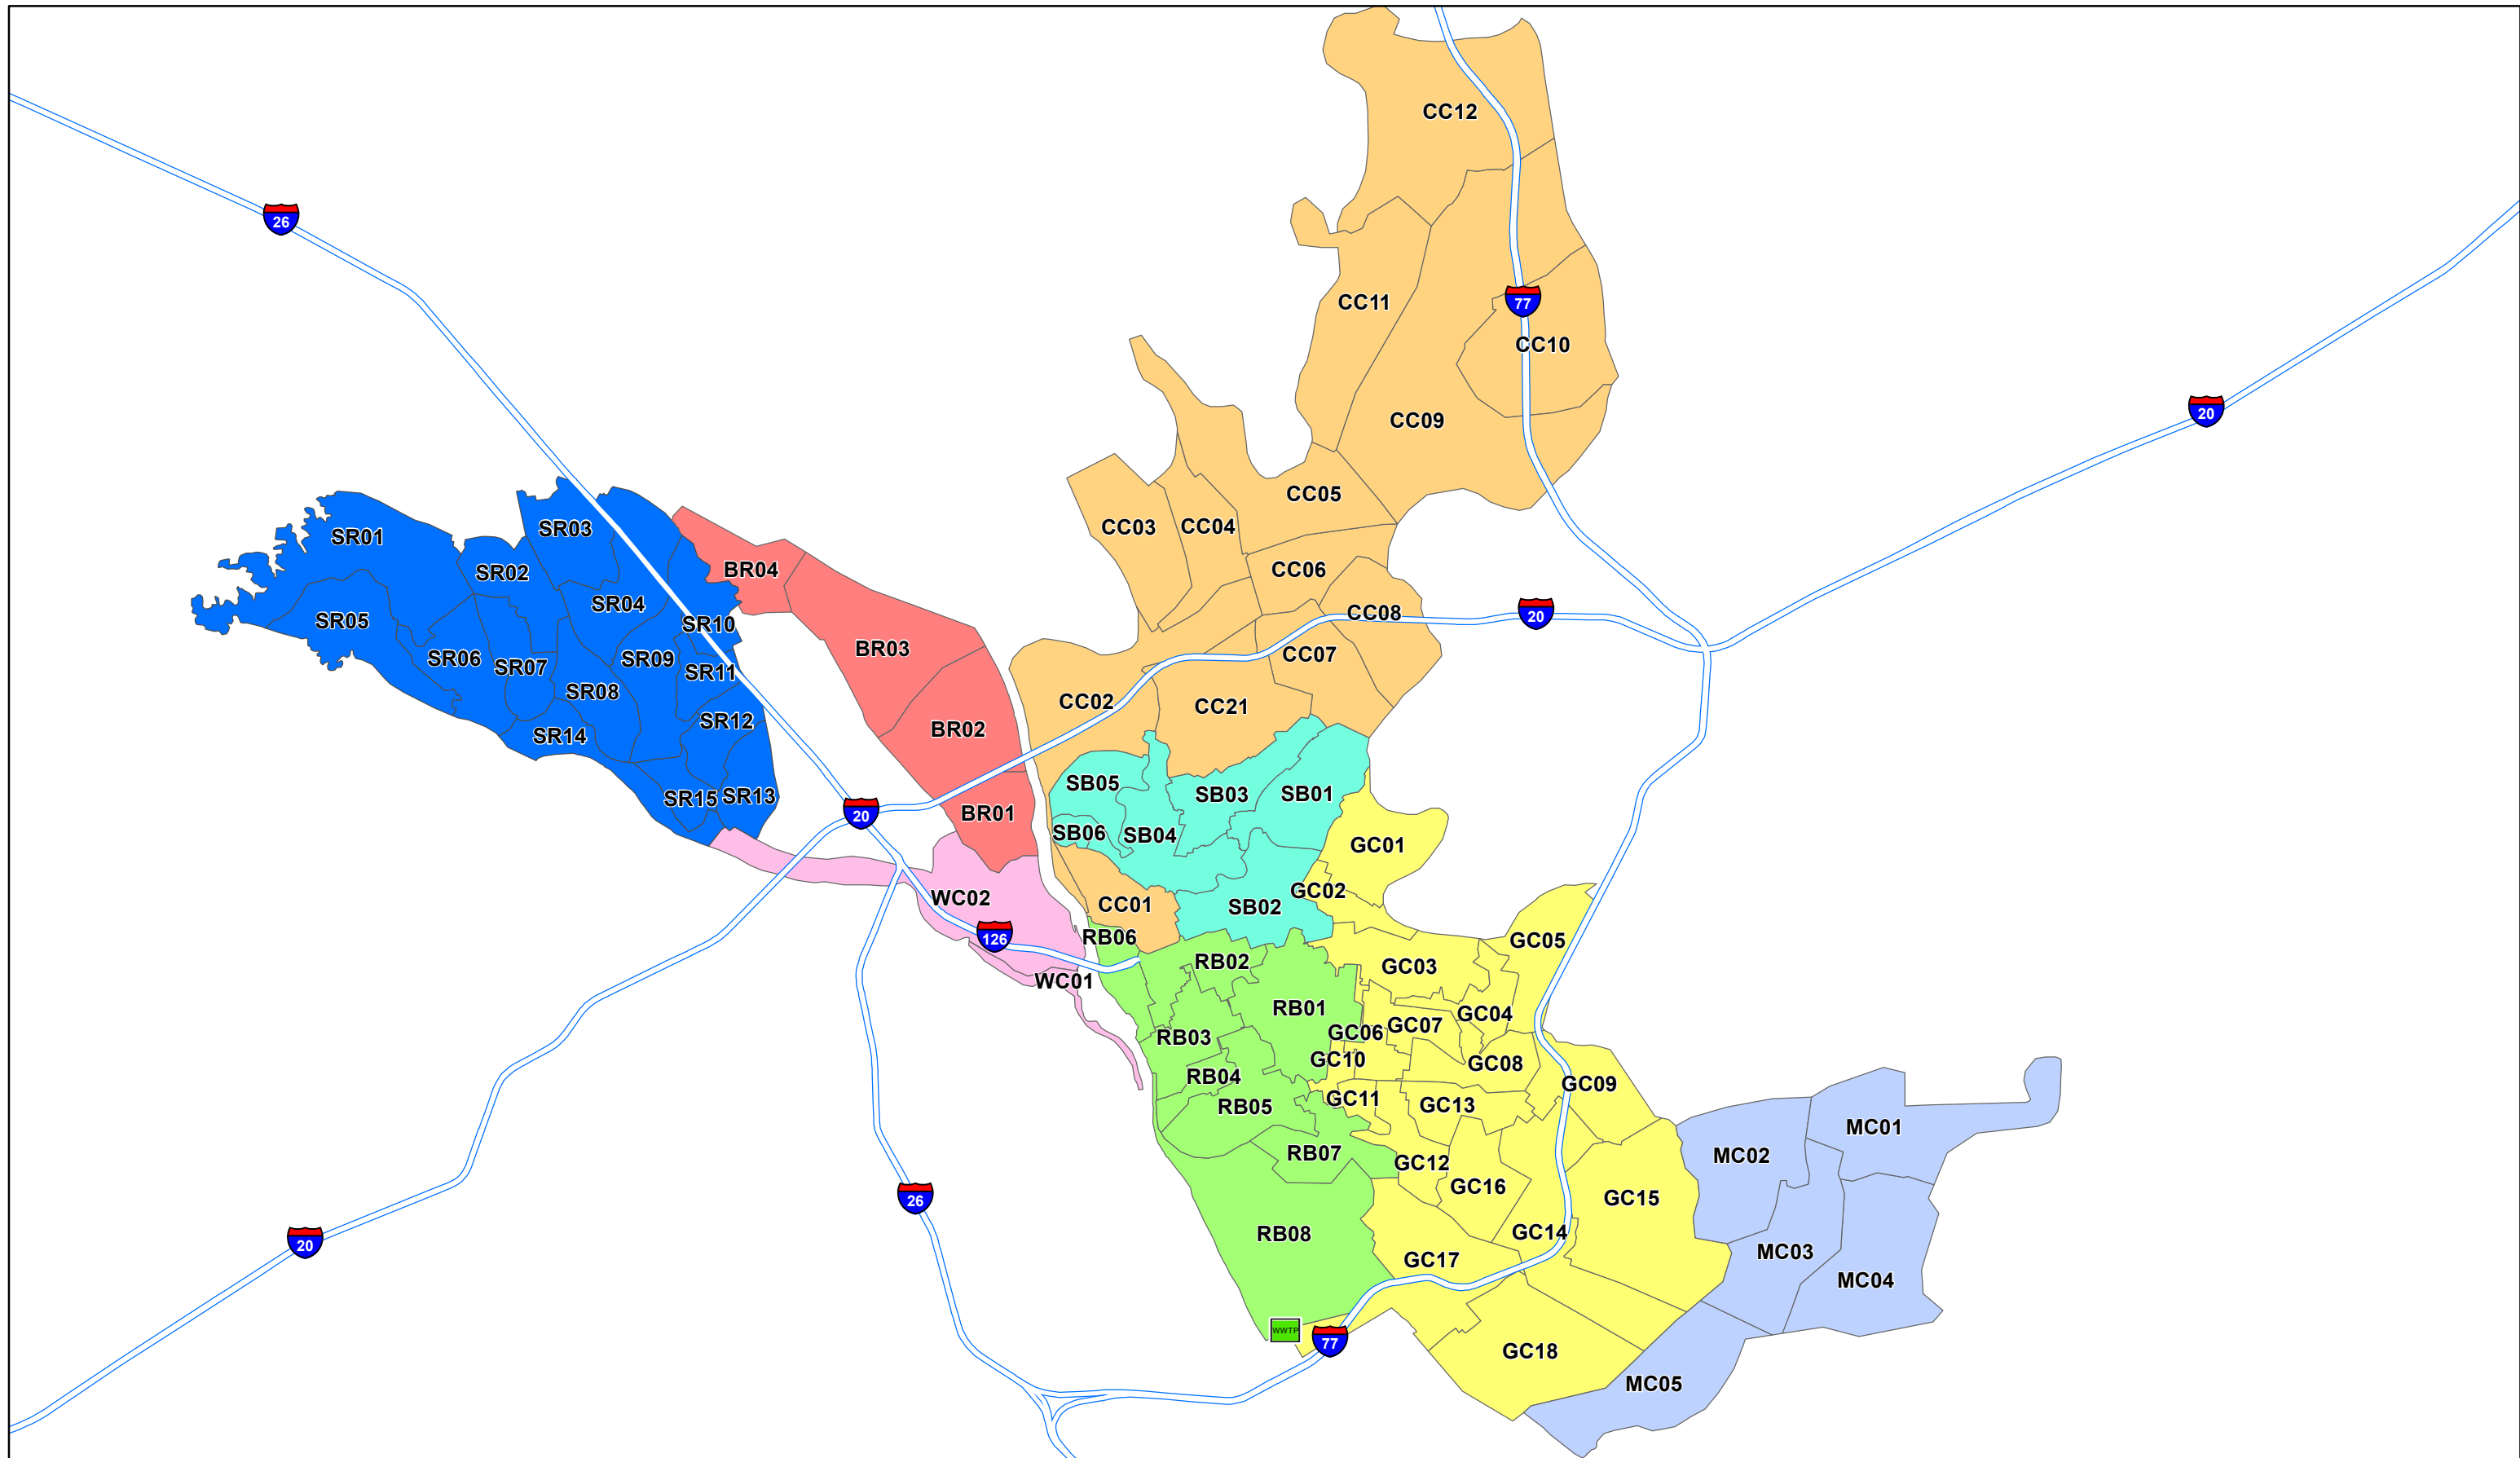 CC12
26
77
CC11
CC10
20
CC09
CC05
CC03
CC04
SR03
SR01
BR04
CC06
SR02
SR04
CC08
20
SR05
SR10
BR03
CC07
SR06
SR09
SR07
SR11
SR08
CC02
CC21
SR12
BR02
SR14
SB05
SB03
SB01
SR15
SR13
20
BR01
SB06
SB04
GC01
GC02
WC02
CC01
SB02
RB06
126
GC05
RB02
GC03
WC01
RB01
GC04
GC07
GC06
RB03
GC10
GC08
RB04
GC09
GC11
RB05
GC13
MC01
RB07
MC02
GC12
GC16
GC15
26
RB08
GC14
20
GC17
MC03
MC04
WWTP
77
GC18
MC05